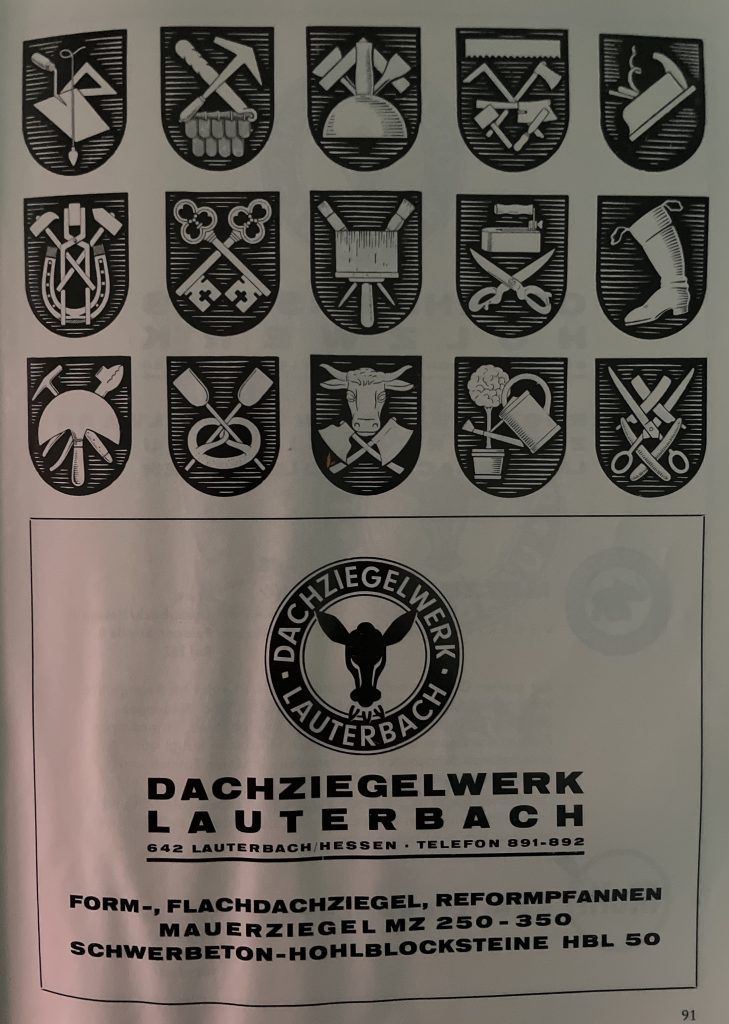 DACHZIEGELWERK
· LAUTERBACH ·
DACHZIEGELWERK
LAUTERBACH
642 LAUTERBACH/HESSEN · TELEFON 891-892
FORM-, FLACHDACHZIEGEL, REFORMPFANNEN
MAUERZIEGEL MZ 250-350
SCHWERBETON-HOHLBLOCKSTEINE HBL 50
91